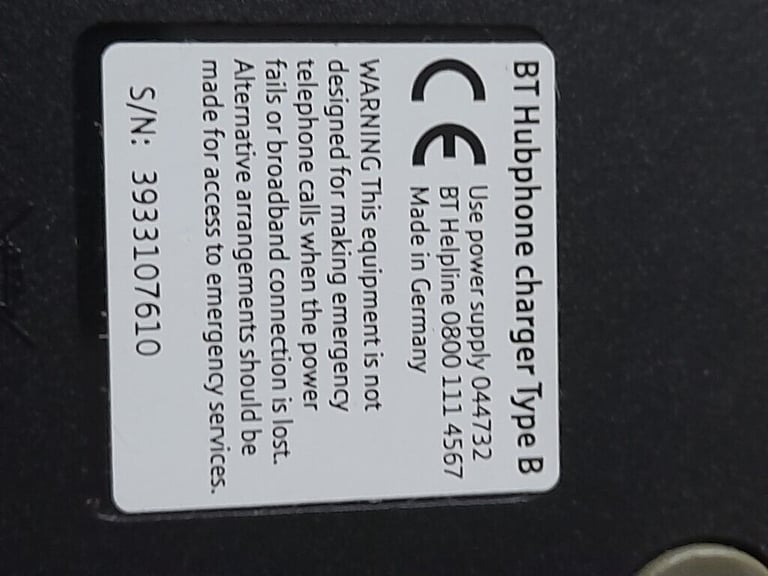 BT Hubphone charger Type B
CE
Use power supply 044732
BT Helpline 0800 111 4567
Made in Germany
WARNING This equipment is not
designed for making emergency
telephone calls when the power
fails or broadband connection is lost.
Alternative arrangements should be
made for access to emergency services.
S/N: 3933107610